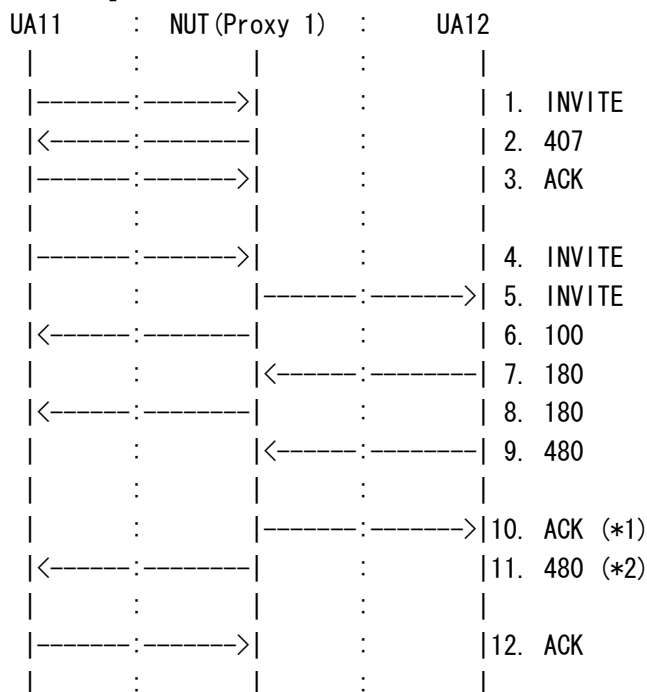 UA11 : NUT(Proxy 1) : UA12
| : | : |
|------:------->| : | 1. INVITE
|<------:--------| : | 2. 407
|------:------->| : | 3. ACK
| : | : |
|------:------->| : | 4. INVITE
| : |------:------->| 5. INVITE
|<------:--------| : | 6. 100
| : |<------:--------| 7. 180
|<------:--------| : | 8. 180
| : |<------:--------| 9. 480
| : | : |
| : |------:------->|10. ACK (*1)
|<------:--------| : |11. 480 (*2)
| : | : |
|------:------->| : |12. ACK
| : | : |